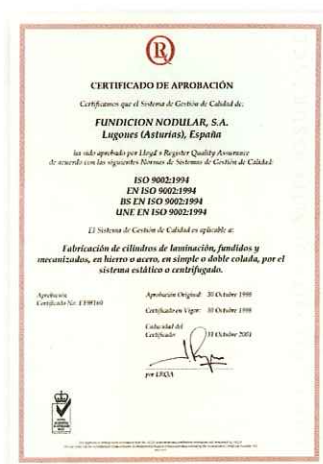 CERTIFICADO DE APROBACIÓN
Certificamos que el Sistema de Gestión de Calidad de:
FUNDICION NODULAR, S.A.
Lugones (Asturias), España
ha sido aprobado por Lloyd's Register Quality Assurance
de acuerdo con las siguientes Normas de Sistemas de Gestión de Calidad:
ISO 9002:1994
EN ISO 9002:1994
BS EN ISO 9002:1994
UNE EN ISO 9002:1994
El Sistema de Gestión de Calidad es aplicable a:
Fabricación de cilindros de laminación, fundidos y
mecanizados, en hierro o acero, en simple o doble colada, por el
sistema estático o centrifugado.
Aprobación
Certificado No:
Aprobación Original: 30 Octubre 1998
Certificado en Vigor: 30 Octubre 1998
Caducidad del
Certificado: 31 Octubre 2001
por LRQA